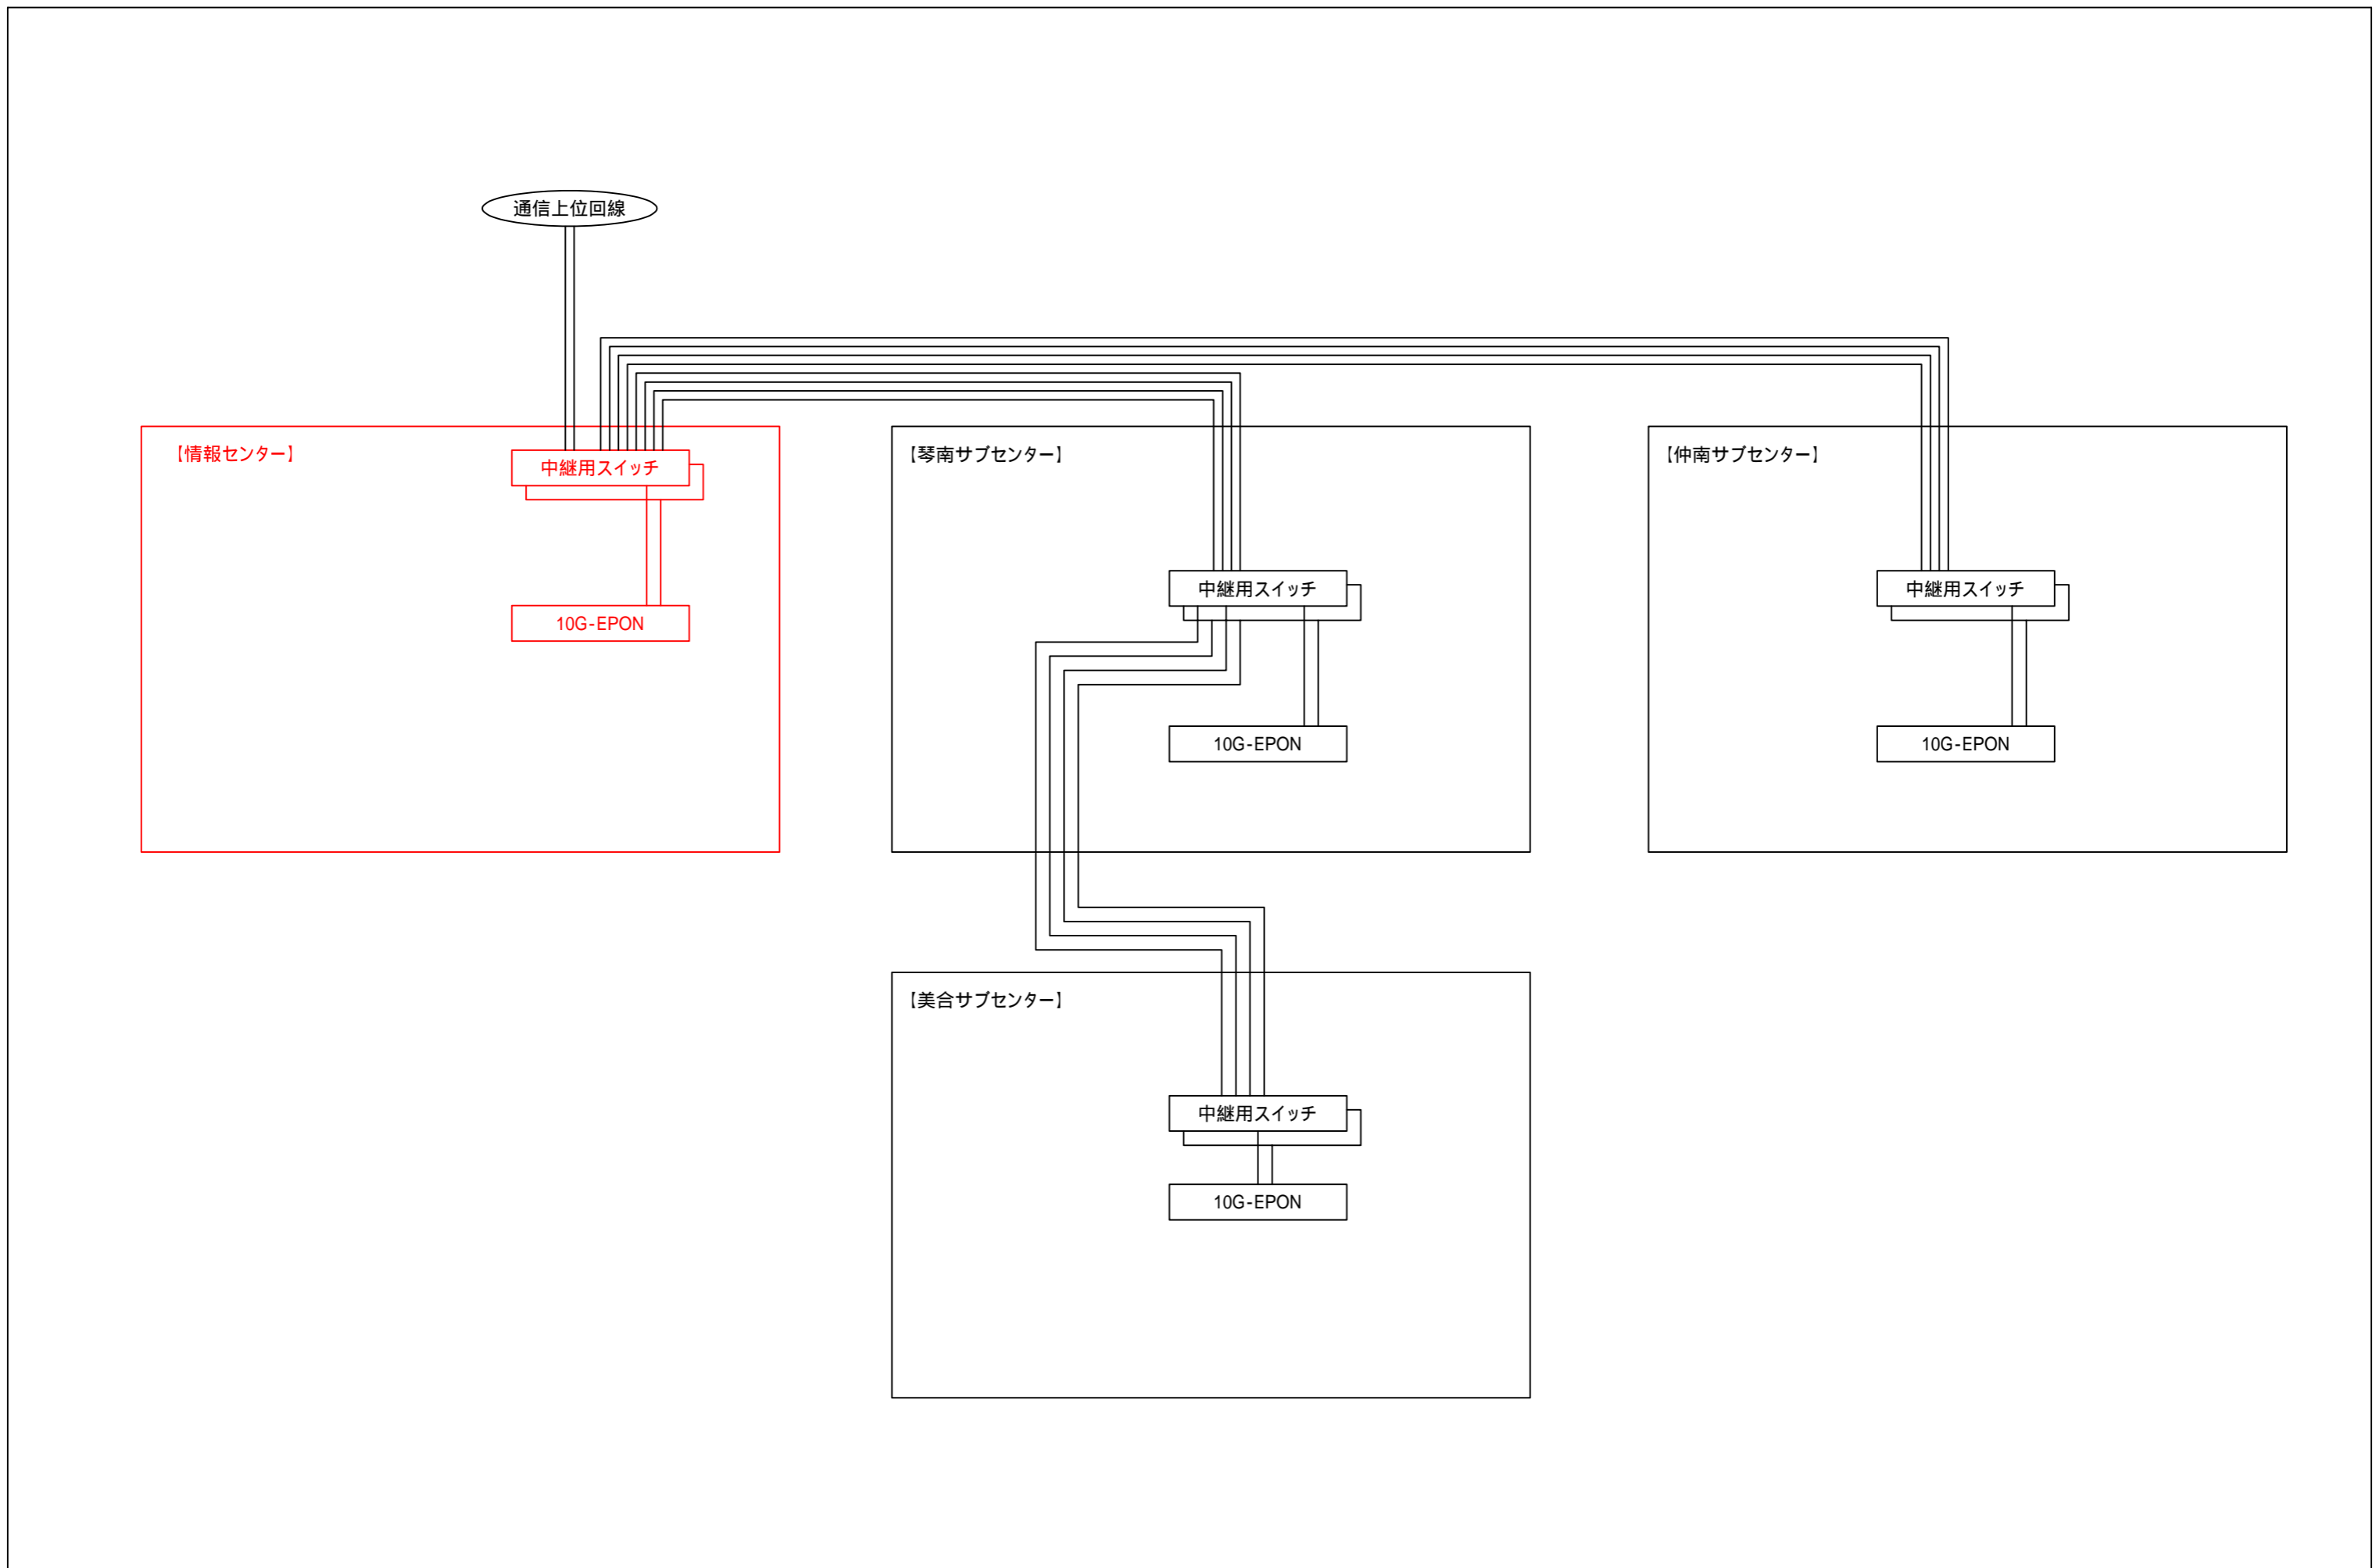 通信上位回線
【情報センター】
中継用スイッチ
10G-EPON
【琴南サブセンター】
中継用スイッチ
10G-EPON
【仲南サブセンター】
中継用スイッチ
10G-EPON
【美合サブセンター】
中継用スイッチ
10G-EPON